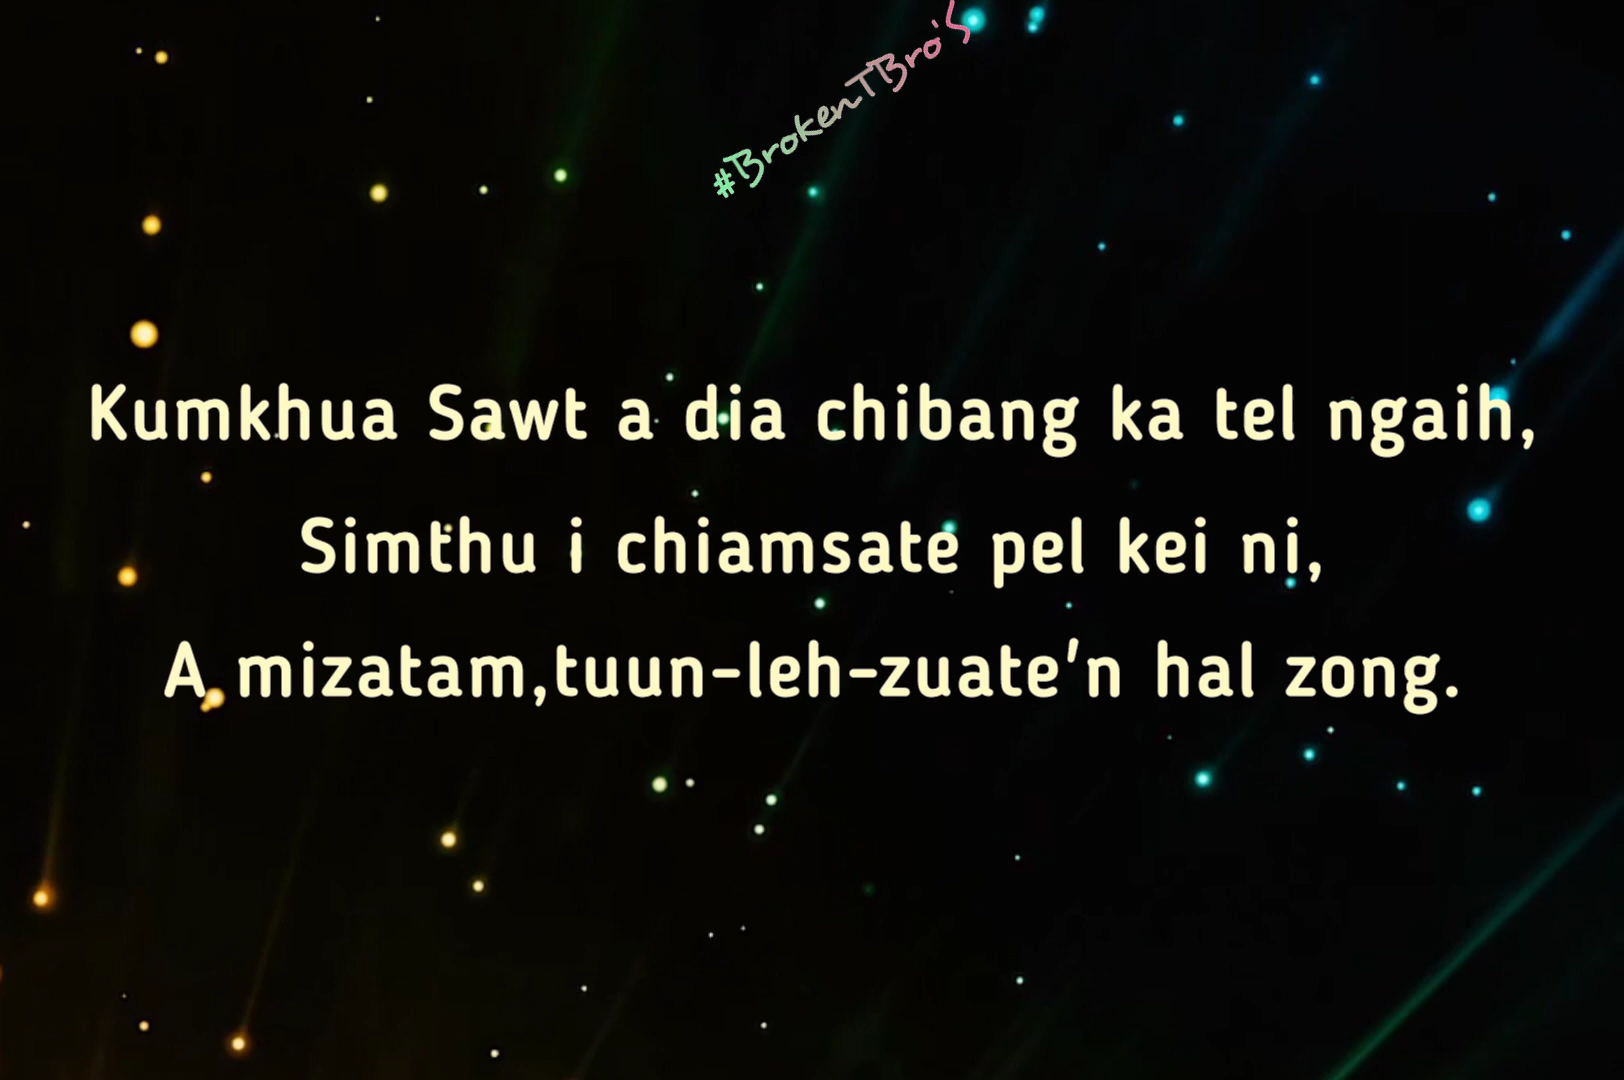 #BrokenTBro'S
Kumkhua Sawt a dia chibang ka tel ngaih,
Simthu i chiamsate pel kei ni,
A mizatam,tuun-leh-zuate'n hal zong.